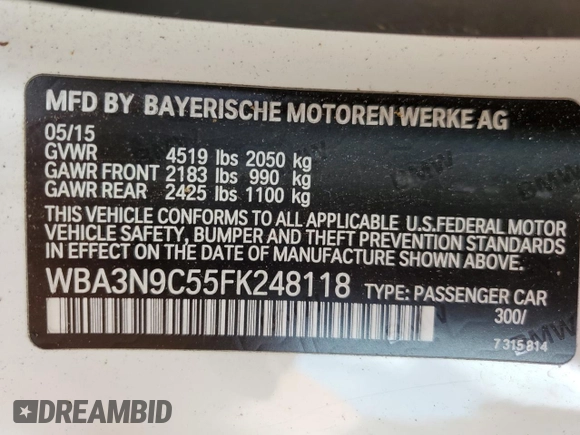 MFD BY BAYERISCHE MOTOREN WERKE AG
05/15
GVWR 4519 lbs 2050 kg
GAWR FRONT 2183 lbs 990 kg
GAWR REAR 2425 lbs 1100 kg
THIS VEHICLE CONFORMS TO ALL APPLICABLE U.S.FEDERAL MOTOR
VEHICLE SAFETY, BUMPER AND THEFT PREVENTION STANDARDS
IN EFFECT ON THE DATE OF MANUFACTURE SHOWN ABOVE.
WBA3N9C55FK248118 TYPE: PASSENGER CAR
300/
7 315 814
DREAMBID